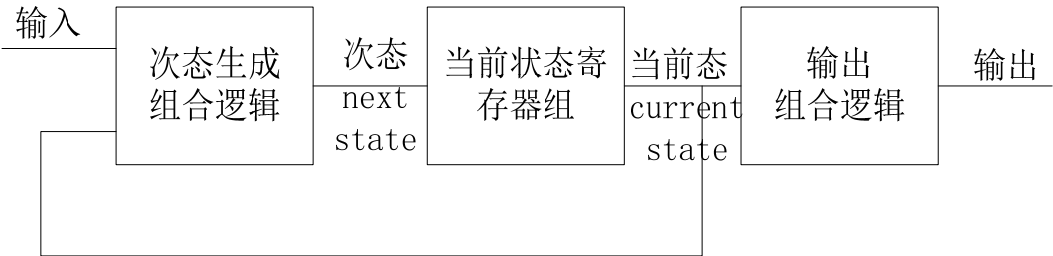 输入
次态生成
组合逻辑
次态
next
state
当前状态寄
存器组
当前态
current
state
输出
组合逻辑
输出